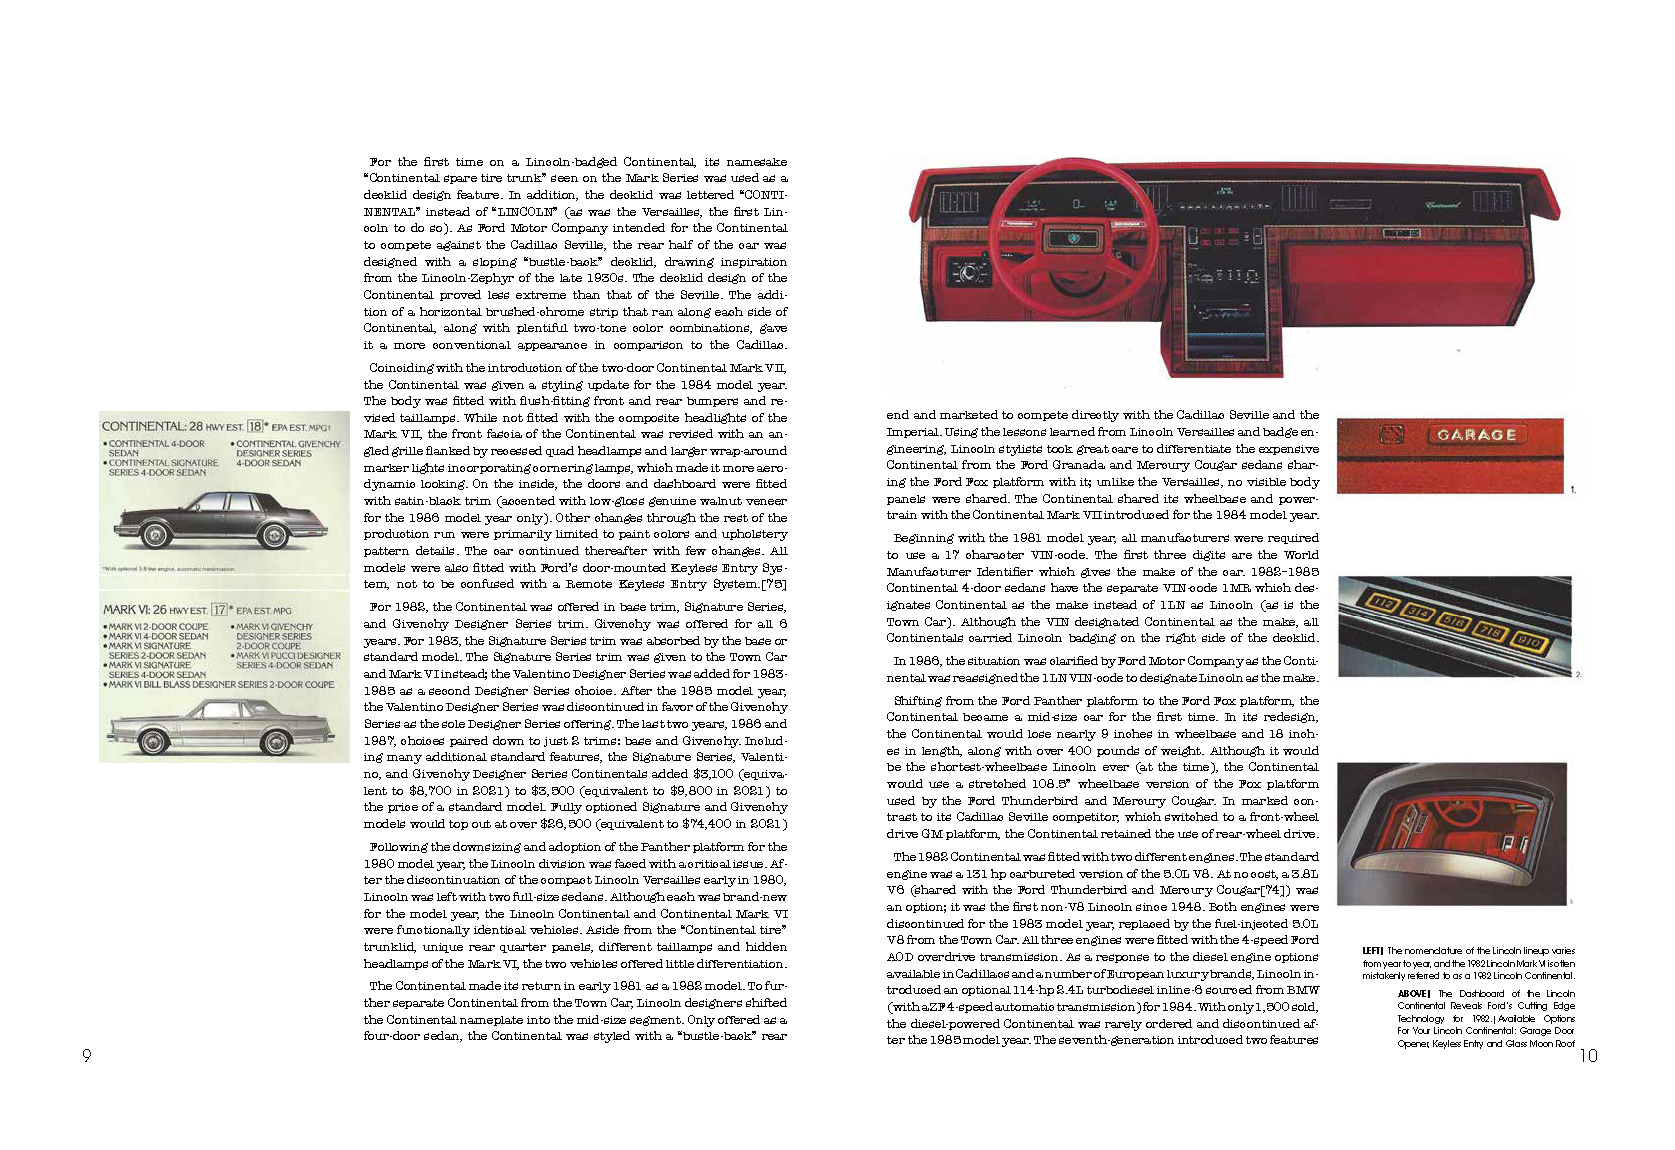 For the first time on a Lincoln-badged Continental, its namesake
“Continental spare tire trunk” seen on the Mark Series was used as a
decklid design feature. In addition, the decklid was lettered “CONTI-
NENTAL” instead of “LINCOLN” (as was the Versailles, the first Lin-
coln to do so). As Ford Motor Company intended for the Continental
to compete against the Cadillac Seville, the rear half of the car was
designed with a sloping “bustle-back” decklid, drawing inspiration
from the Lincoln-Zephyr of the late 1930s. The decklid design of the
Continental proved less extreme than that of the Seville. The addi-
tion of a horizontal brushed-chrome strip that ran along each side of
Continental, along with plentiful two-tone color combinations, gave
it a more conventional appearance in comparison to the Cadillac.
Coinciding with the introduction of the two-door Continental Mark VII,
the Continental was given a styling update for the 1984 model year.
The body was fitted with flush-fitting front and rear bumpers and re-
vised taillamps. While not fitted with the composite headlights of the
Mark VII, the front fascia of the Continental was revised with an an-
gled grille flanked by recessed quad headlamps and larger wrap-around
marker lights incorporating cornering lamps, which made it more aero-
dynamic looking. On the inside, the doors and dashboard were fitted
with satin-black trim (accented with low-gloss genuine walnut veneer
for the 1986 model year only). Other changes through the rest of the
production run were primarily limited to paint colors and upholstery
pattern details. The car continued thereafter with few changes. All
models were also fitted with Ford’s door-mounted Keyless Entry Sys-
tem, not to be confused with a Remote Keyless Entry System.[75]
For 1982, the Continental was offered in base trim, Signature Series,
and Givenchy Designer Series trim. Givenchy was offered for all 6
years. For 1983, the Signature Series trim was absorbed by the base or
standard model. The Signature Series trim was given to the Town Car
and Mark VI instead; the Valentino Designer Series was added for 1983-
1985 as a second Designer Series choice. After the 1985 model year,
the Valentino Designer Series was discontinued in favor of the Givenchy
Series as the sole Designer Series offering. The last two years, 1986 and
1987, choices paired down to just 2 trims: base and Givenchy. Includ-
ing many additional standard features, the Signature Series, Valenti-
no, and Givenchy Designer Series Continentals added $3,100 (equiva-
lent to $8,700 in 2021) to $3,500 (equivalent to $9,800 in 2021) to
the price of a standard model. Fully optioned Signature and Givenchy
models would top out at over $26,500 (equivalent to $74,400 in 2021)
Following the downsizing and adoption of the Panther platform for the
1980 model year, the Lincoln division was faced with a critical issue. Af-
ter the discontinuation of the compact Lincoln Versailles early in 1980,
Lincoln was left with two full-size sedans. Although each was brand-new
for the model year, the Lincoln Continental and Continental Mark VI
were functionally identical vehicles. Aside from the “Continental tire”
trunklid, unique rear quarter panels, different taillamps and hidden
headlamps of the Mark VI, the two vehicles offered little differentiation.
The Continental made its return in early 1981 as a 1982 model. To fur-
ther separate Continental from the Town Car, Lincoln designers shifted
the Continental nameplate into the mid-size segment. Only offered as a
four-door sedan, the Continental was styled with a “bustle-back” rear
CONTINENTAL: 28 HWY EST. 18* EPA EST. MPG†
• CONTINENTAL 4-DOOR
SEDAN
• CONTINENTAL SIGNATURE
SERIES 4-DOOR SEDAN
• CONTINENTAL GIVENCHY
DESIGNER SERIES
4-DOOR SEDAN
*With optional 3.8-liter engine, automatic transmission.
MARK VI: 26 HWY EST. 17* EPA EST. MPG
• MARK VI 2-DOOR COUPE
• MARK VI 4-DOOR SEDAN
• MARK VI SIGNATURE
SERIES 2-DOOR SEDAN
• MARK VI SIGNATURE
SERIES 4-DOOR SEDAN
• MARK VI BILL BLASS DESIGNER SERIES 2-DOOR COUPE
• MARK VI GIVENCHY
DESIGNER SERIES
2-DOOR COUPE
• MARK VI PUCCI DESIGNER
SERIES 4-DOOR SEDAN
9
Continental
end and marketed to compete directly with the Cadillac Seville and the
Imperial. Using the lessons learned from Lincoln Versailles and badge en-
gineering, Lincoln stylists took great care to differentiate the expensive
Continental from the Ford Granada and Mercury Cougar sedans shar-
ing the Ford Fox platform with it; unlike the Versailles, no visible body
panels were shared. The Continental shared its wheelbase and power-
train with the Continental Mark VII introduced for the 1984 model year.
Beginning with the 1981 model year, all manufacturers were required
to use a 17 character VIN-code. The first three digits are the World
Manufacturer Identifier which gives the make of the car. 1982–1985
Continental 4-door sedans have the separate VIN-code 1MR which des-
ignates Continental as the make instead of 1LN as Lincoln (as is the
Town Car). Although the VIN designated Continental as the make, all
Continentals carried Lincoln badging on the right side of the decklid.
In 1986, the situation was clarified by Ford Motor Company as the Conti-
nental was reassigned the 1LN VIN-code to designate Lincoln as the make.
Shifting from the Ford Panther platform to the Ford Fox platform, the
Continental became a mid-size car for the first time. In its redesign,
the Continental would lose nearly 9 inches in wheelbase and 18 inch-
es in length, along with over 400 pounds of weight. Although it would
be the shortest-wheelbase Lincoln ever (at the time), the Continental
would use a stretched 108.5” wheelbase version of the Fox platform
used by the Ford Thunderbird and Mercury Cougar. In marked con-
trast to its Cadillac Seville competitor, which switched to a front-wheel
drive GM platform, the Continental retained the use of rear-wheel drive.
The 1982 Continental was fitted with two different engines. The standard
engine was a 131 hp carbureted version of the 5.0L V8. At no cost, a 3.8L
V6 (shared with the Ford Thunderbird and Mercury Cougar[74]) was
an option; it was the first non-V8 Lincoln since 1948. Both engines were
discontinued for the 1983 model year, replaced by the fuel-injected 5.0L
V8 from the Town Car. All three engines were fitted with the 4-speed Ford
AOD overdrive transmission. As a response to the diesel engine options
available in Cadillacs and a number of European luxury brands, Lincoln in-
troduced an optional 114-hp 2.4L turbodiesel inline-6 sourced from BMW
(with a ZF 4-speed automatic transmission) for 1984. With only 1,500 sold,
the diesel-powered Continental was rarely ordered and discontinued af-
ter the 1985 model year. The seventh-generation introduced two features
GARAGE
1.
1·2 3·4 5·6 7·8 9·0
2.
3.
LEFT| The nomenclature of the Lincoln lineup varies
from year to year, and the 1982 Lincoln Mark VI is often
mistakenly referred to as a 1982 Lincoln Continental.
ABOVE| The Dashboard of the Lincoln
Continental Reveals Ford’s Cutting Edge
Technology for 1982.| Available Options
For Your Lincoln Continental: Garage Door
Opener, Keyless Entry and Glass Moon Roof
10